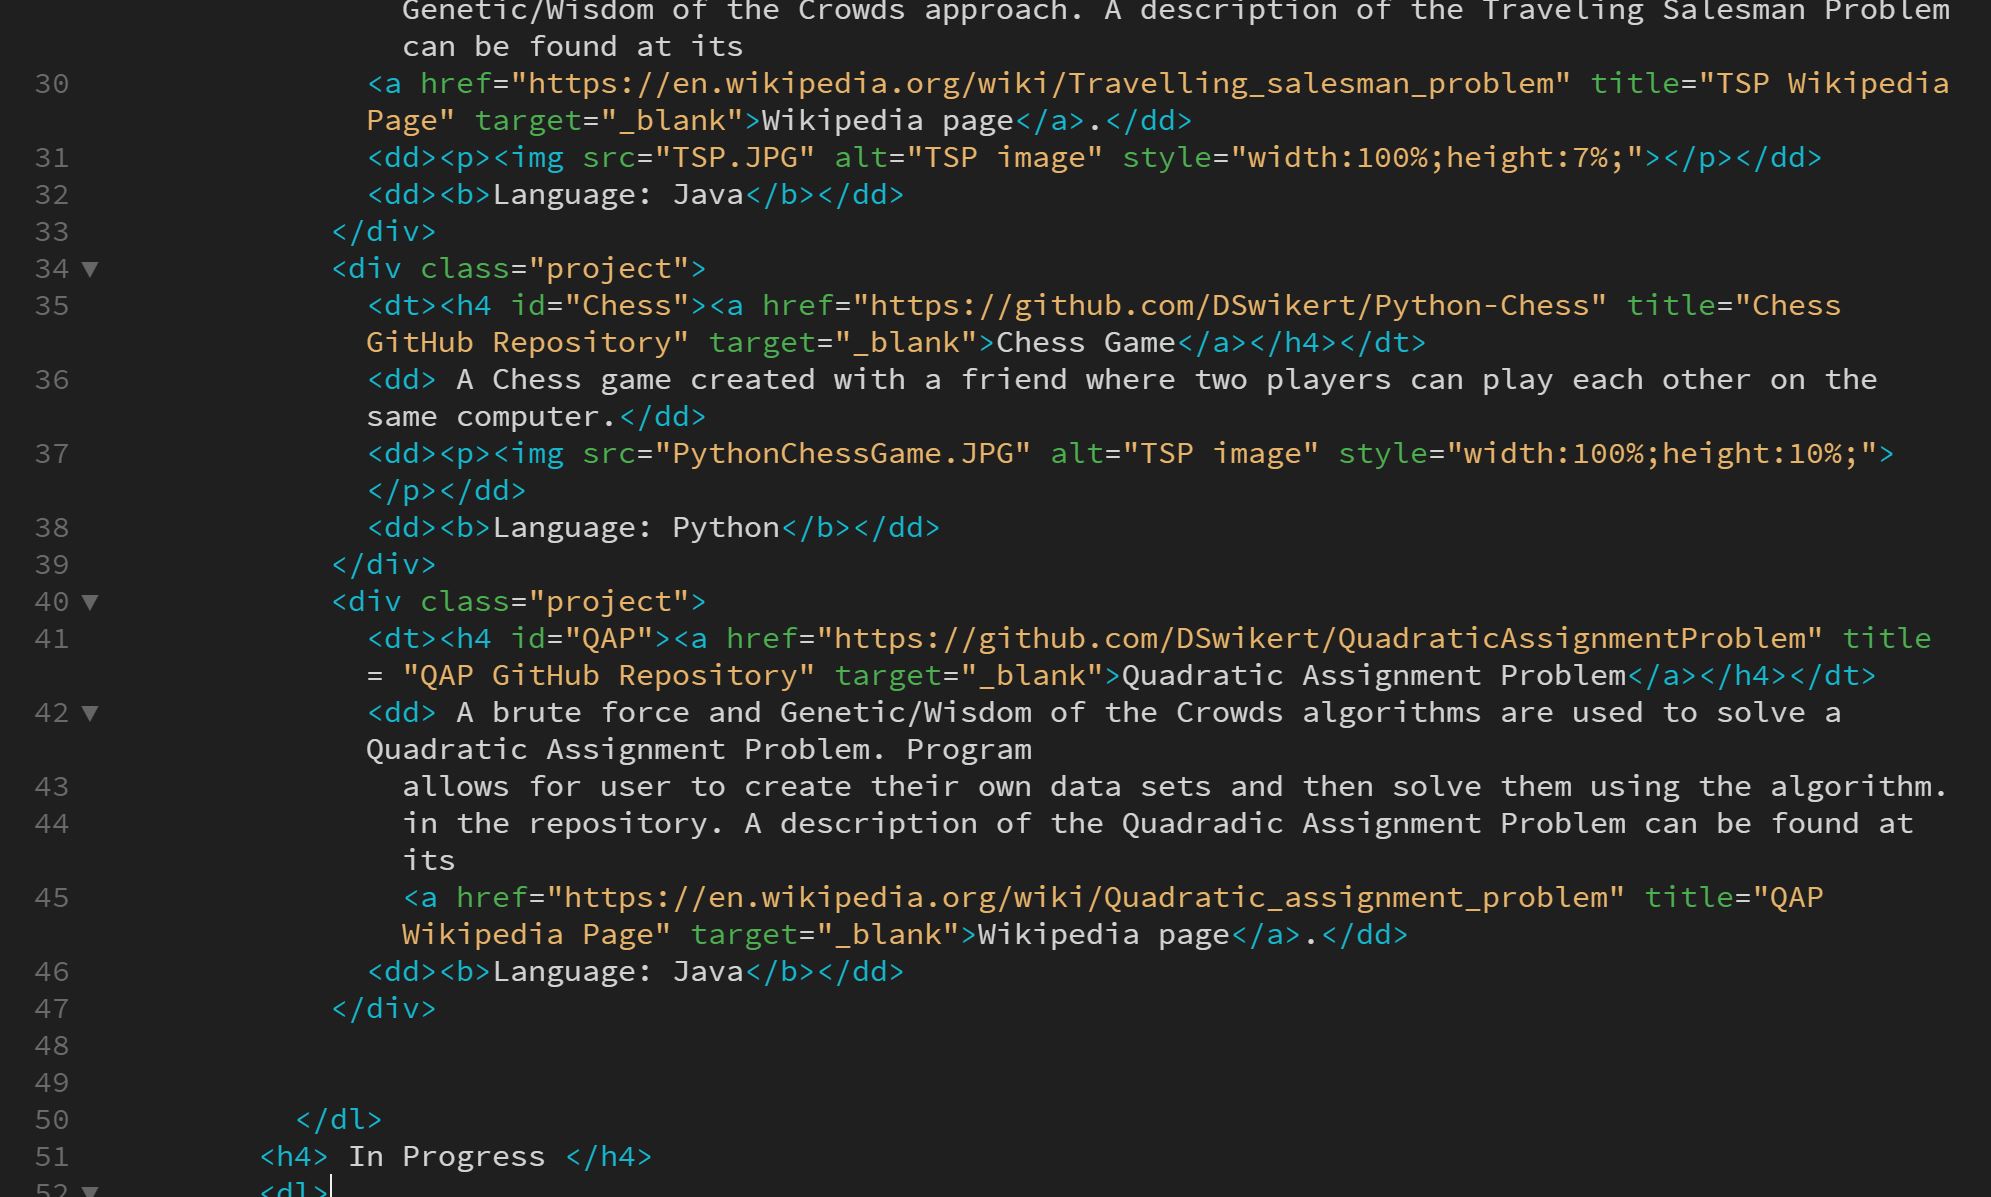 Genetic/Wisdom of the Crowds approach. A description of the Traveling Salesman Problem
can be found at its
30 <a href="https://en.wikipedia.org/wiki/Travelling_salesman_problem" title="TSP Wikipedia
Page" target="_blank">Wikipedia page</a>.</dd>
31 <dd><p><img src="TSP.JPG" alt="TSP image" style="width:100%;height:7%;"></p></dd>
32 <dd><b>Language: Java</b></dd>
33 </div>
34 ▼ <div class="project">
35 <dt><h4 id="Chess"><a href="https://github.com/DSwikert/Python-Chess" title="Chess
GitHub Repository" target="_blank">Chess Game</a></h4></dt>
36 <dd> A Chess game created with a friend where two players can play each other on the
same computer.</dd>
37 <dd><p><img src="PythonChessGame.JPG" alt="TSP image" style="width:100%;height:10%;">
</p></dd>
38 <dd><b>Language: Python</b></dd>
39 </div>
40 ▼ <div class="project">
41 <dt><h4 id="QAP"><a href="https://github.com/DSwikert/QuadraticAssignmentProblem" title
= "QAP GitHub Repository" target="_blank">Quadratic Assignment Problem</a></h4></dt>
42 ▼ <dd> A brute force and Genetic/Wisdom of the Crowds algorithms are used to solve a
Quadratic Assignment Problem. Program
43 allows for user to create their own data sets and then solve them using the algorithm.
44 in the repository. A description of the Quadradic Assignment Problem can be found at
its
45 <a href="https://en.wikipedia.org/wiki/Quadratic_assignment_problem" title="QAP
Wikipedia Page" target="_blank">Wikipedia page</a>.</dd>
46 <dd><b>Language: Java</b></dd>
47 </div>
48
49
50 </dl>
51 <h4> In Progress </h4>
52 ▼ <dl>